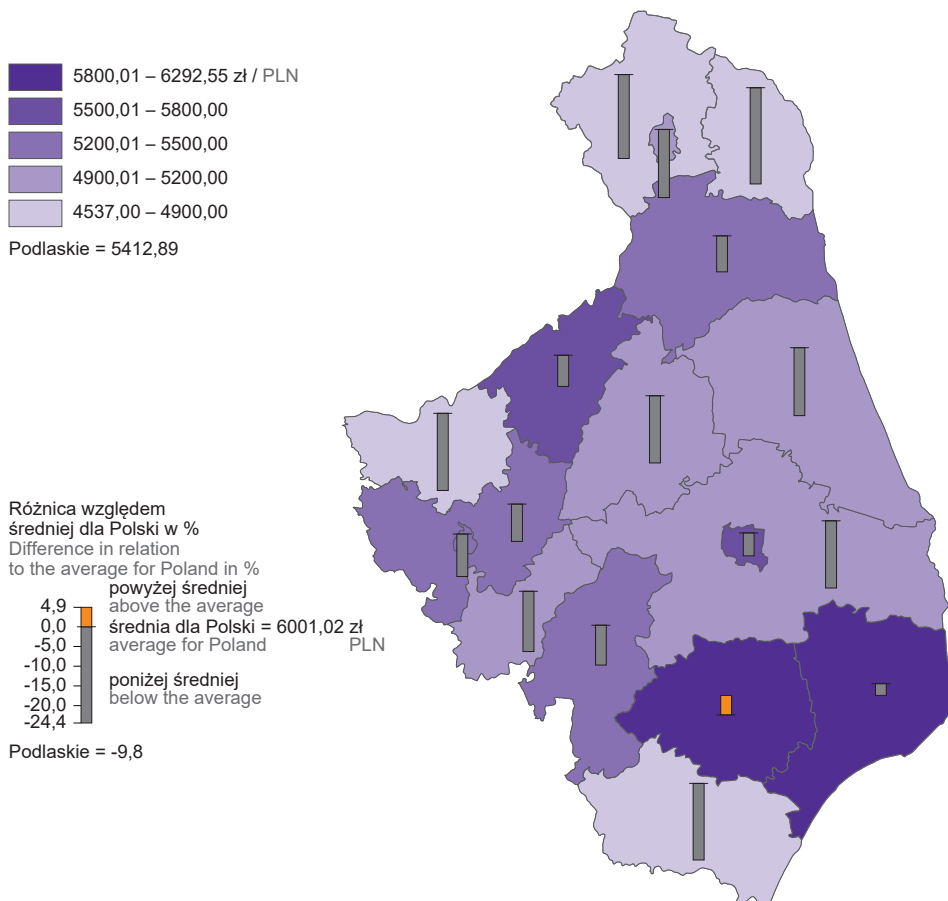 5800,01 – 6292,55 zł / PLN
5500,01 – 5800,00
5200,01 – 5500,00
4900,01 – 5200,00
4537,00 – 4900,00
Podlaskie = 5412,89
Różnica względem
średniej dla Polski w %
Difference in relation
to the average for Poland in %
powyżej średniej
above the average
4,9
0,0
-5,0
-10,0
-15,0
-20,0
-24,4
średnia dla Polski = 6001,02 zł
average for Poland PLN
poniżej średniej
below the average
Podlaskie = -9,8